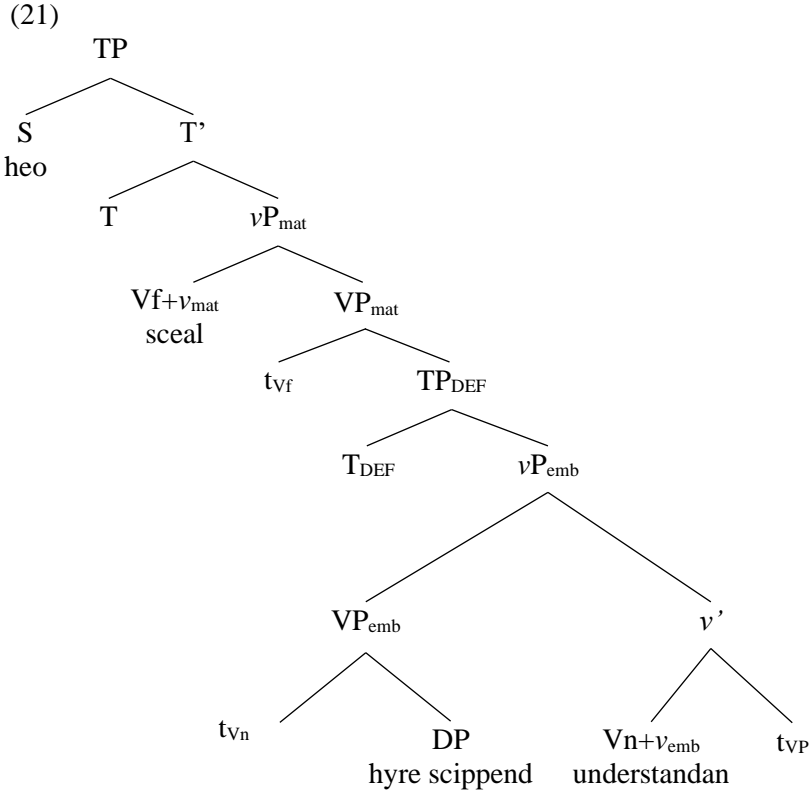 (21)
TP
S T’
heo
T vPmat
Vf+vmat VPmat
sceal
tVf TPDEF
TDEF vPemb
VPemb v’
tVn DP Vn+vemb tVP
hyre scippend understandan